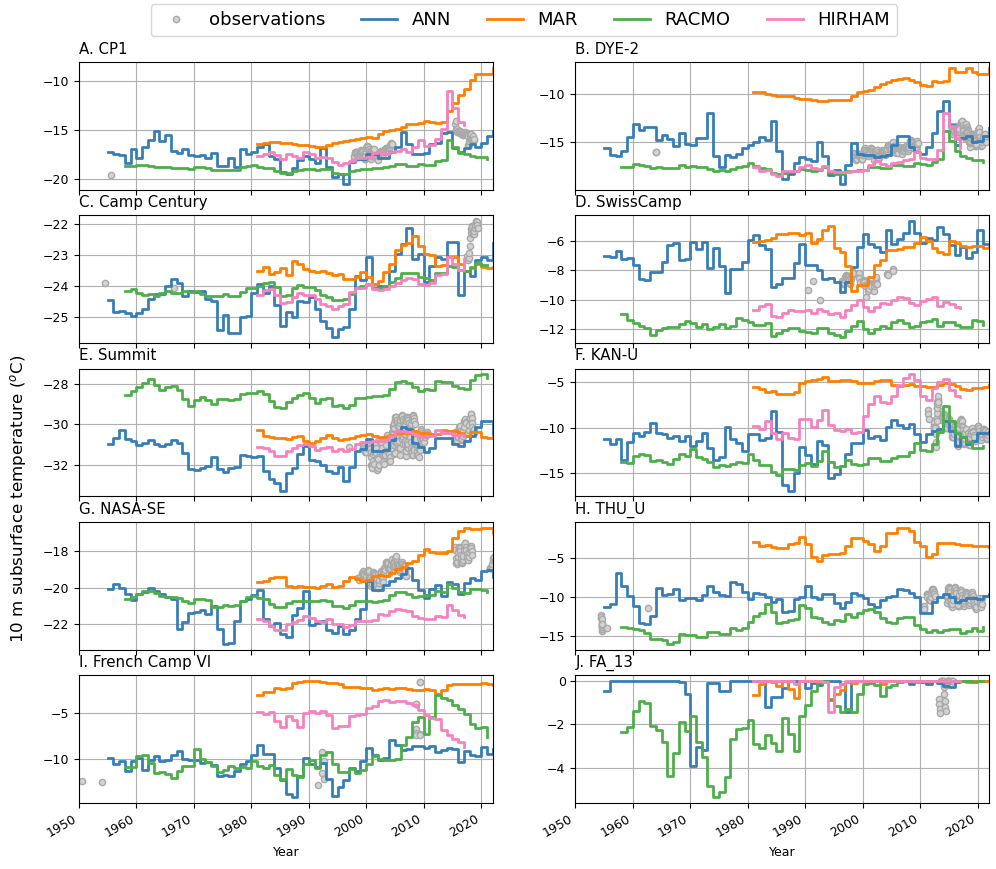 observations ANN MAR RACMO HIRHAM
A. CP1
−10
−15
−20
B. DYE-2
−10
−15
C. Camp Century
−22
−23
−24
−25
D. SwissCamp
−6
−8
−10
−12
10 m subsurface temperature (ºC)
E. Summit
−28
−30
−32
F. KAN-U
−5
−10
−15
G. NASA-SE
−18
−20
−22
H. THU_U
−5
−10
−15
I. French Camp VI
−5
−10
1950 1960 1970 1980 1990 2000 2010 2020
Year
J. FA_13
0
−2
−4
1950 1960 1970 1980 1990 2000 2010 2020
Year